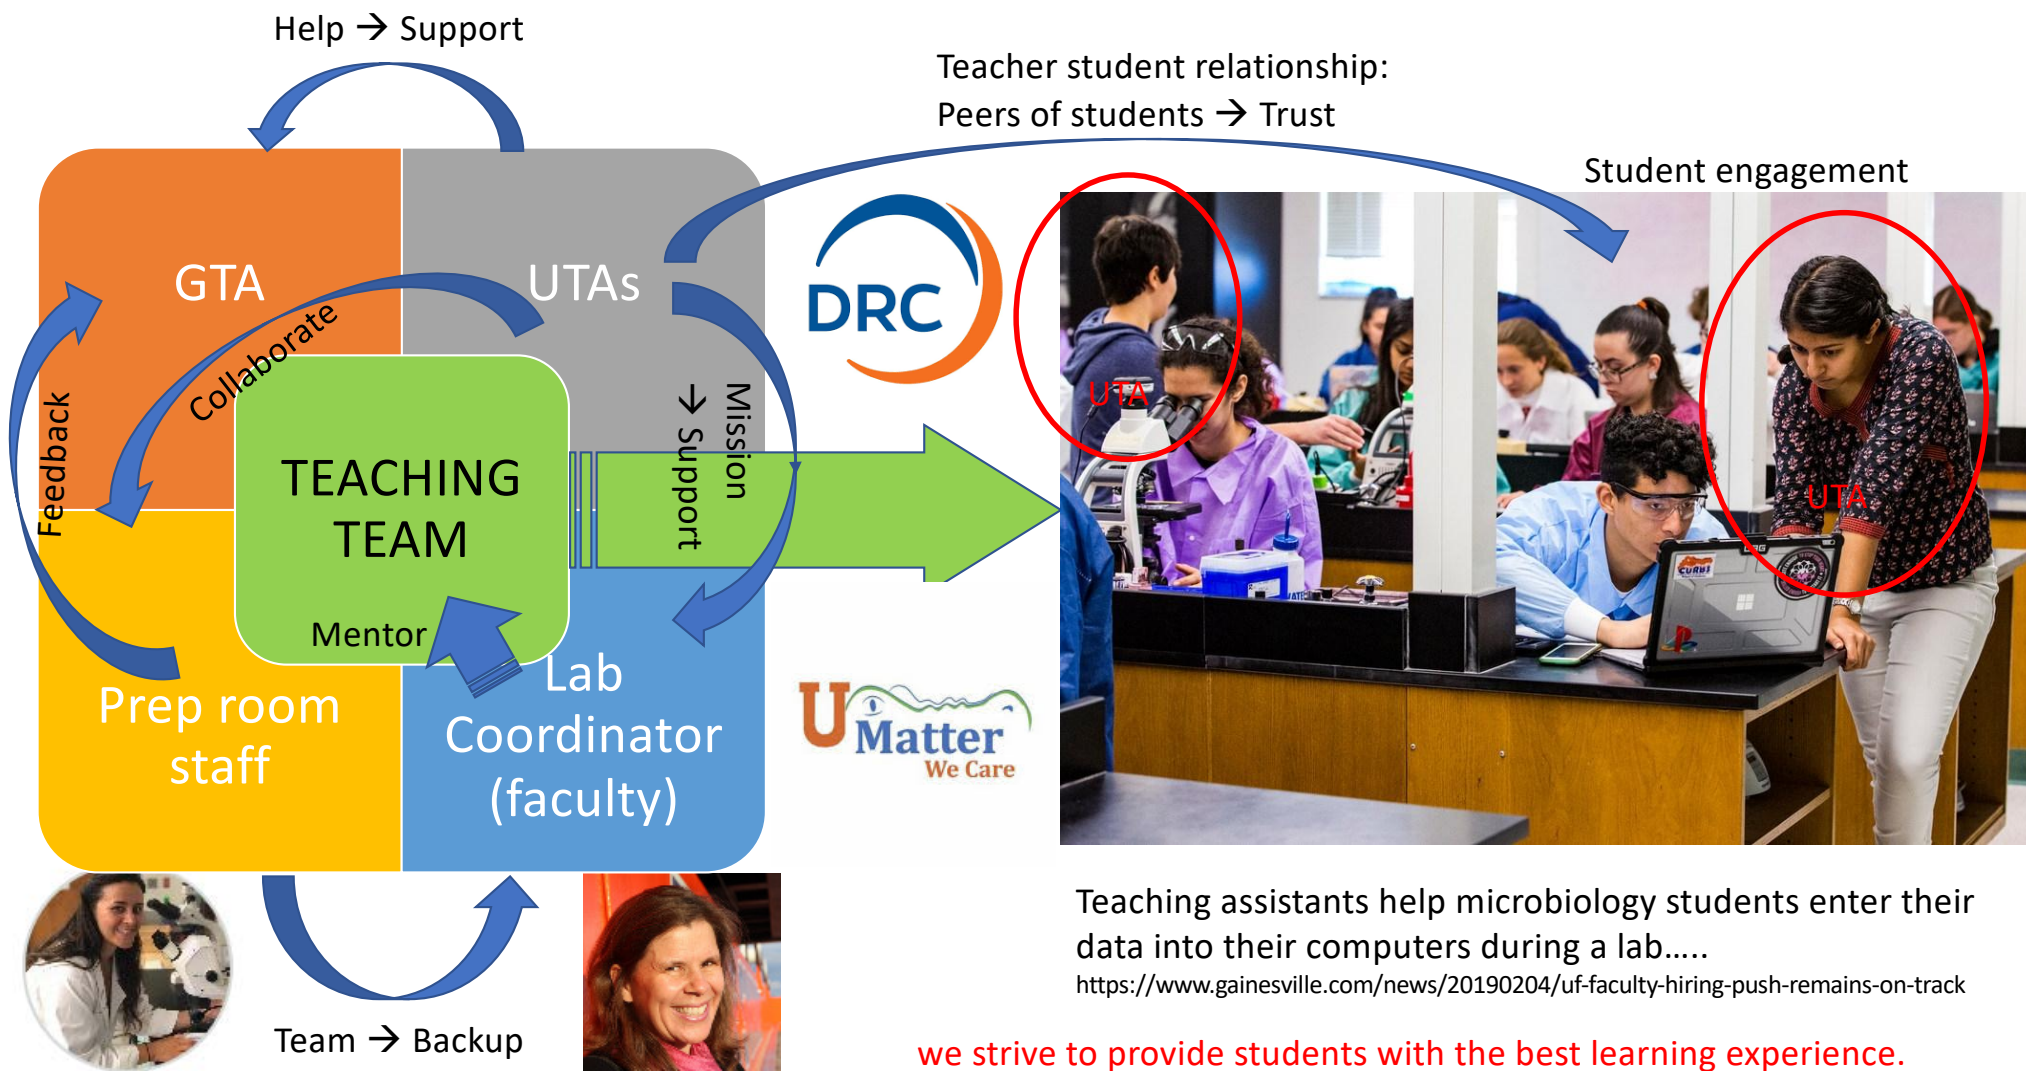 Help → Support
Teacher student relationship:
Peers of students → Trust
Student engagement
GTA
UTAs
Collaborate
Feedback
TEACHING
TEAM
Mission
→ Support
Mentor
Prep room
staff
Lab
Coordinator
(faculty)
Team → Backup
DRC
U Matter
We Care
UTA
UTA
CURBS
Teaching assistants help microbiology students enter their
data into their computers during a lab.....
https://www.gainesville.com/news/20190204/uf-faculty-hiring-push-remains-on-track
we strive to provide students with the best learning experience.